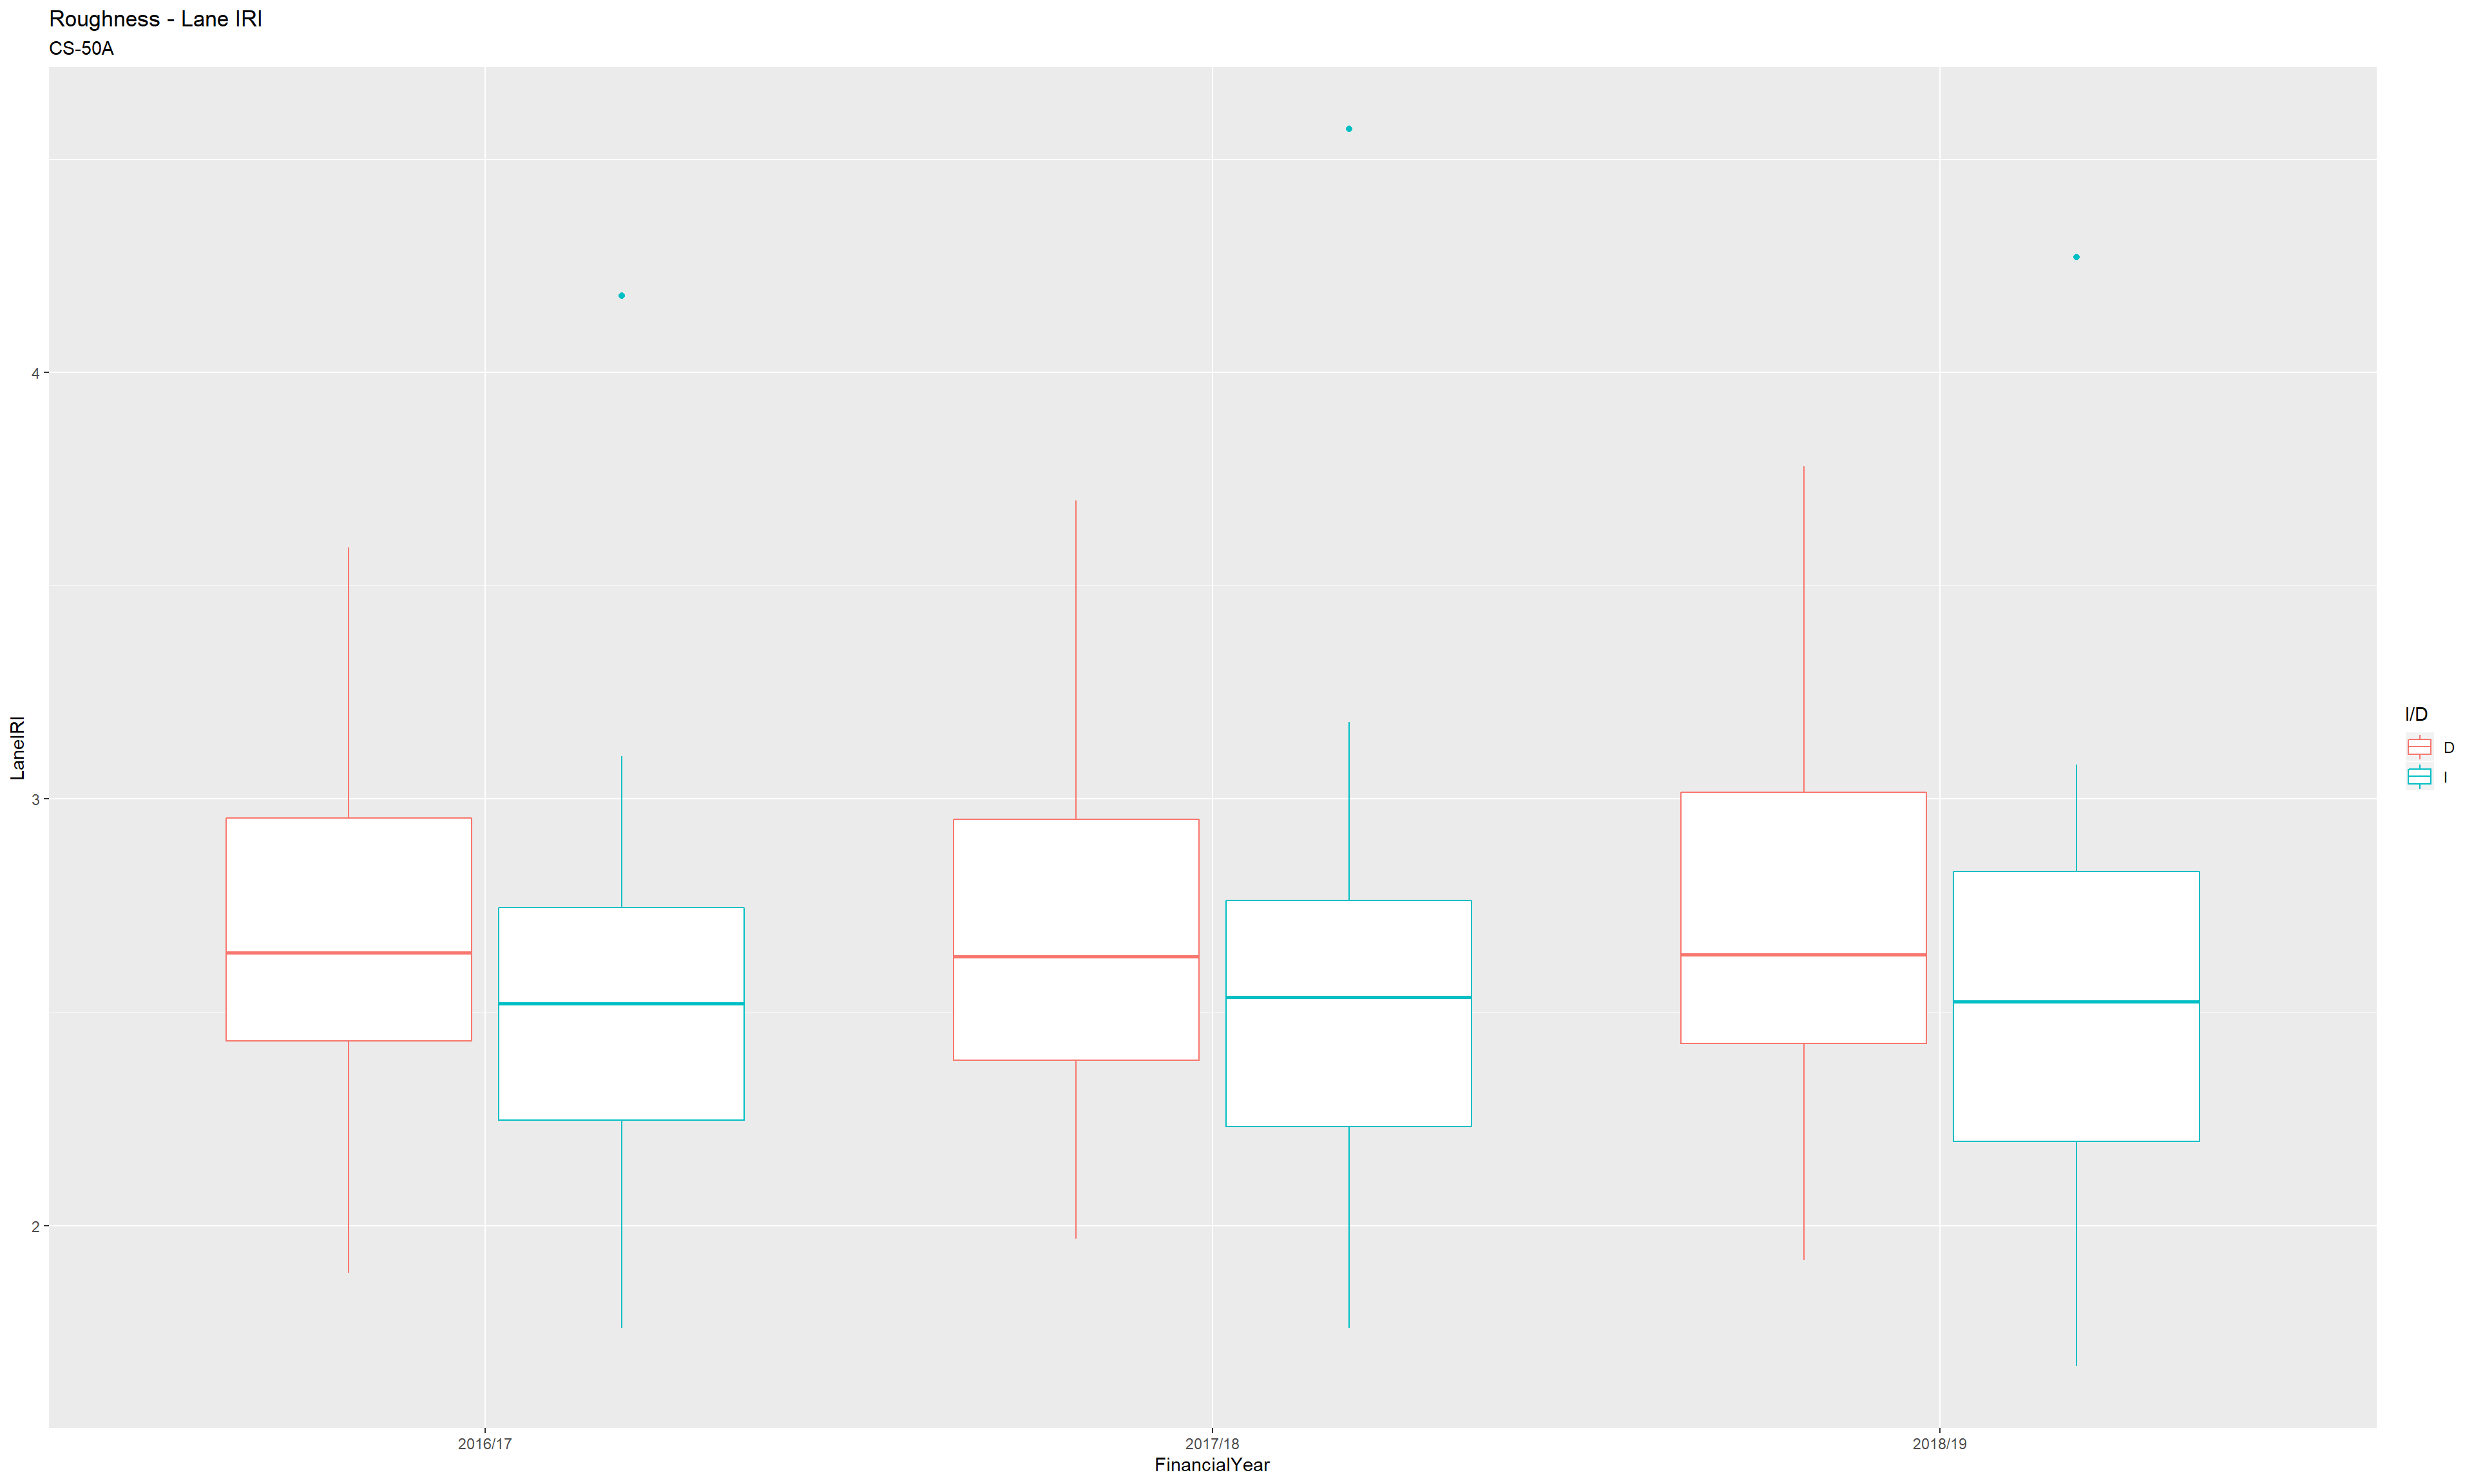 Roughness - Lane IRI
CS-50A
4
3
2
LaneIRI
2016/17
2017/18
2018/19
FinancialYear
I/D
D
I